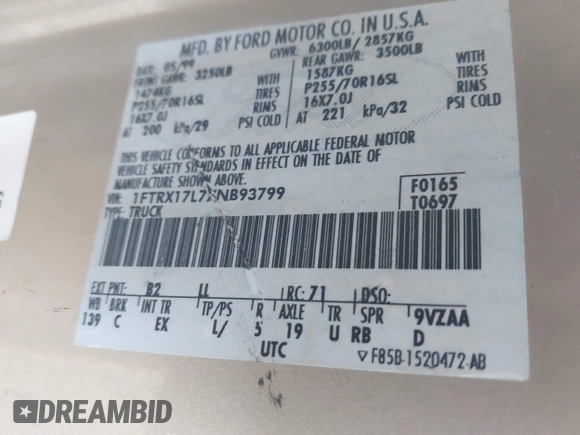 MFD. BY FORD MOTOR CO. IN U.S.A.
DATE: 05/99 GVWR: 6300LB/ 2857KG
FRONT GAWR: 3250LB REAR GAWR: 3500LB
1474KG 1587KG
P255/70R16SL TIRES P255/70R16SL TIRES
16X7.0J RIMS 16X7.0J RIMS
AT 200 kPa/29 PSI COLD AT 221 kPa/32 PSI COLD
THIS VEHICLE CONFORMS TO ALL APPLICABLE FEDERAL MOTOR
VEHICLE SAFETY STANDARDS IN EFFECT ON THE DATE OF
MANUFACTURE SHOWN ABOVE.
VIN: F0165
TYPE: TRUCK T0697
EXT PNT: B2 LL RC: 71 DSO:
WB BRK INT TR TP/PS R AXLE TR 9VZAA
139 C EX L/ 5 19 U RB D
UTC
F85B-1520472-AB
DREAMBID